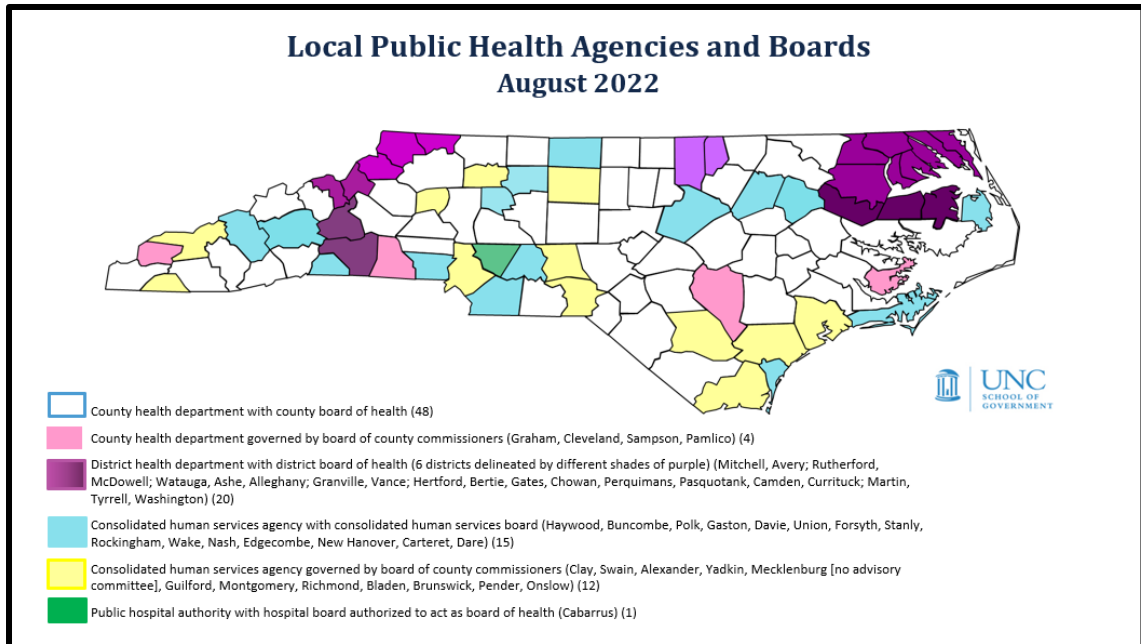 Local Public Health Agencies and Boards
August 2022
UNC
SCHOOL OF
GOVERNMENT
County health department with county board of health (48)
County health department governed by board of county commissioners (Graham, Cleveland, Sampson, Pamlico) (4)
District health department with district board of health (6 districts delineated by different shades of purple) (Mitchell, Avery; Rutherford,
McDowell; Watauga, Ashe, Alleghany; Granville, Vance; Hertford, Bertie, Gates, Chowan, Perquimans, Pasquotank, Camden, Currituck; Martin,
Tyrrell, Washington) (20)
Consolidated human services agency with consolidated human services board (Haywood, Buncombe, Polk, Gaston, Davie, Union, Forsyth, Stanly,
Rockingham, Wake, Nash, Edgecombe, New Hanover, Carteret, Dare) (15)
Consolidated human services agency governed by board of county commissioners (Clay, Swain, Alexander, Yadkin, Mecklenburg [no advisory
committee], Guilford, Montgomery, Richmond, Bladen, Brunswick, Pender, Onslow) (12)
Public hospital authority with hospital board authorized to act as board of health (Cabarrus) (1)